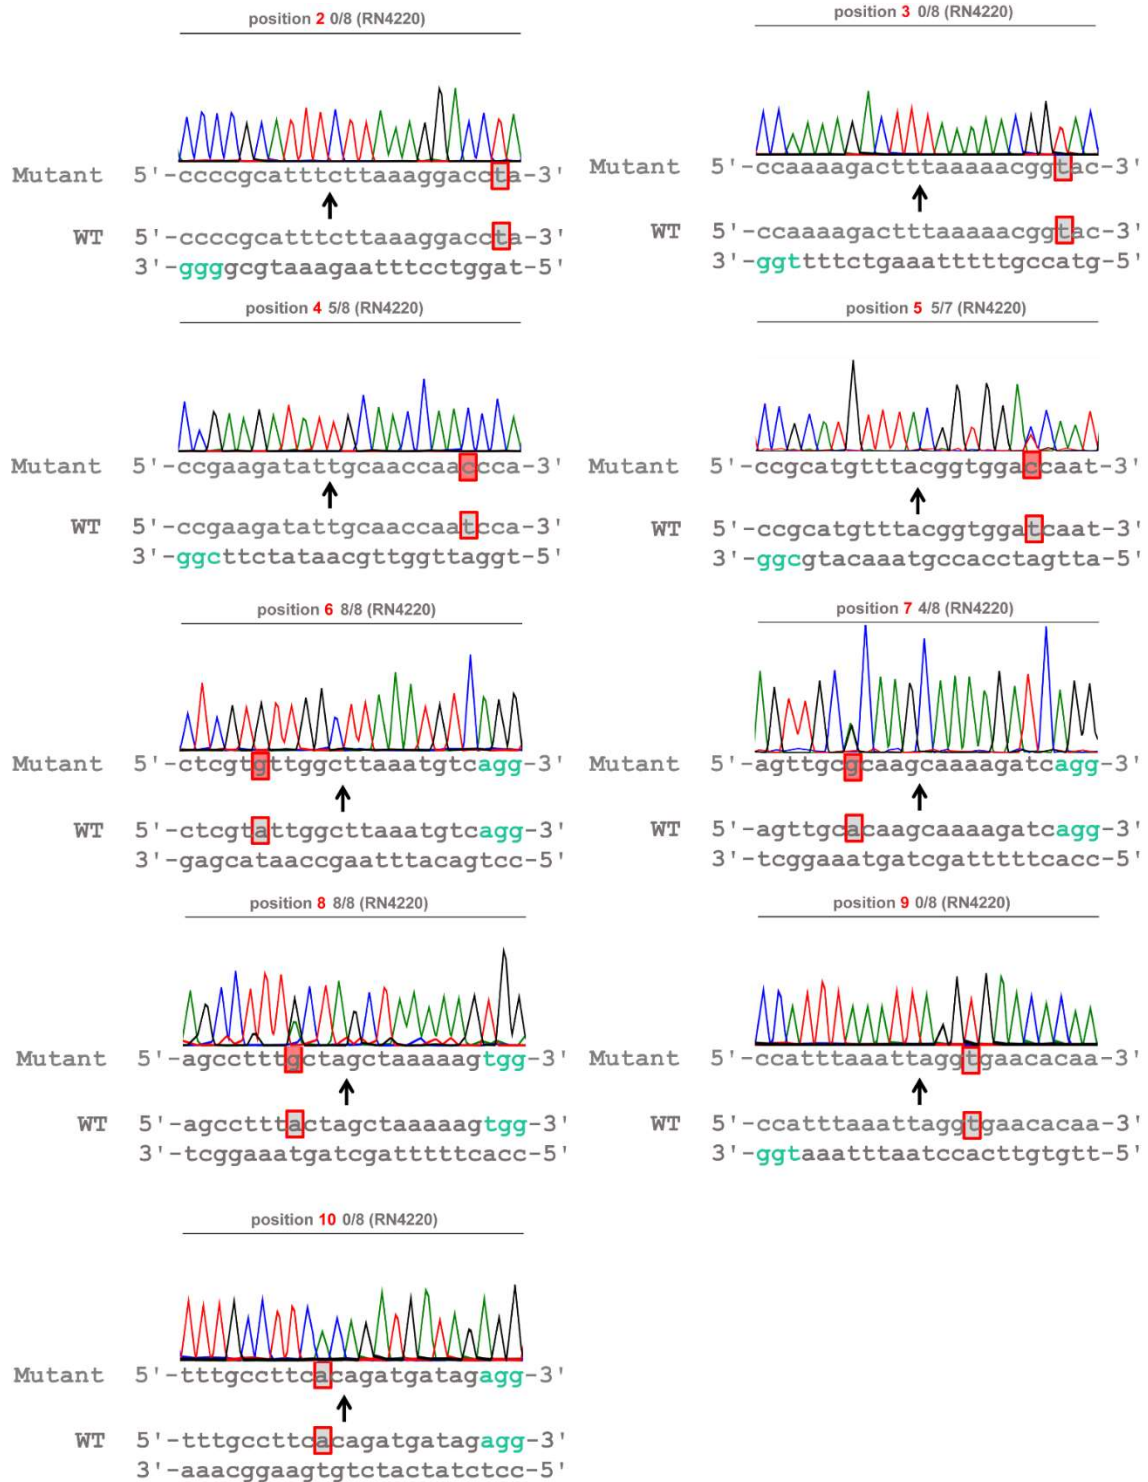 position 2 0/8 (RN4220)
Mutant 5'-ccccgcatttcttaaaggaccta-3'
WT 5'-ccccgcatttcttaaaggaccta-3'
3'-ggggcgtaaagaatttcctggat-5'
position 3 0/8 (RN4220)
Mutant 5'-ccaaaagactttaaaaacggtac-3'
WT 5'-ccaaaagactttaaaaacggtac-3'
3'-ggttttctgaaatttttgccatg-5'
position 4 5/8 (RN4220)
Mutant 5'-ccgaagatattgcaaccaaccca-3'
WT 5'-ccgaagatattgcaaccaatcca-3'
3'-ggcttctataacgttggttaggt-5'
position 5 5/7 (RN4220)
Mutant 5'-ccgcatgtttacggtggaccaat-3'
WT 5'-ccgcatgtttacggtggatcaat-3'
3'-ggcgtacaaatgccacctagtta-5'
position 6 8/8 (RN4220)
Mutant 5'-ctcgtgttggcttaaatgtcagg-3'
WT 5'-ctcgtattggcttaaatgtcagg-3'
3'-gagcataaccgaatttacagtcc-5'
position 7 4/8 (RN4220)
Mutant 5'-agttgcgcaagcaaaagatcagg-3'
WT 5'-agttgcacaagcaaaagatcagg-3'
3'-tcggaaatgatcgatttttcacc-5'
position 8 8/8 (RN4220)
Mutant 5'-agcctttgctagctaaaaagtgg-3'
WT 5'-agcctttactagctaaaaagtgg-3'
3'-tcggaaatgatcgatttttcacc-5'
position 9 0/8 (RN4220)
Mutant 5'-ccatttaaattaggtgaacacaa-3'
WT 5'-ccatttaaattaggtgaacacaa-3'
3'-ggtaaatttaatccacttgtgtt-5'
position 10 0/8 (RN4220)
Mutant 5'-tttgccttcacagatgatagagg-3'
WT 5'-tttgccttcacagatgatagagg-3'
3'-aaacggaagtgtctactatctcc-5'